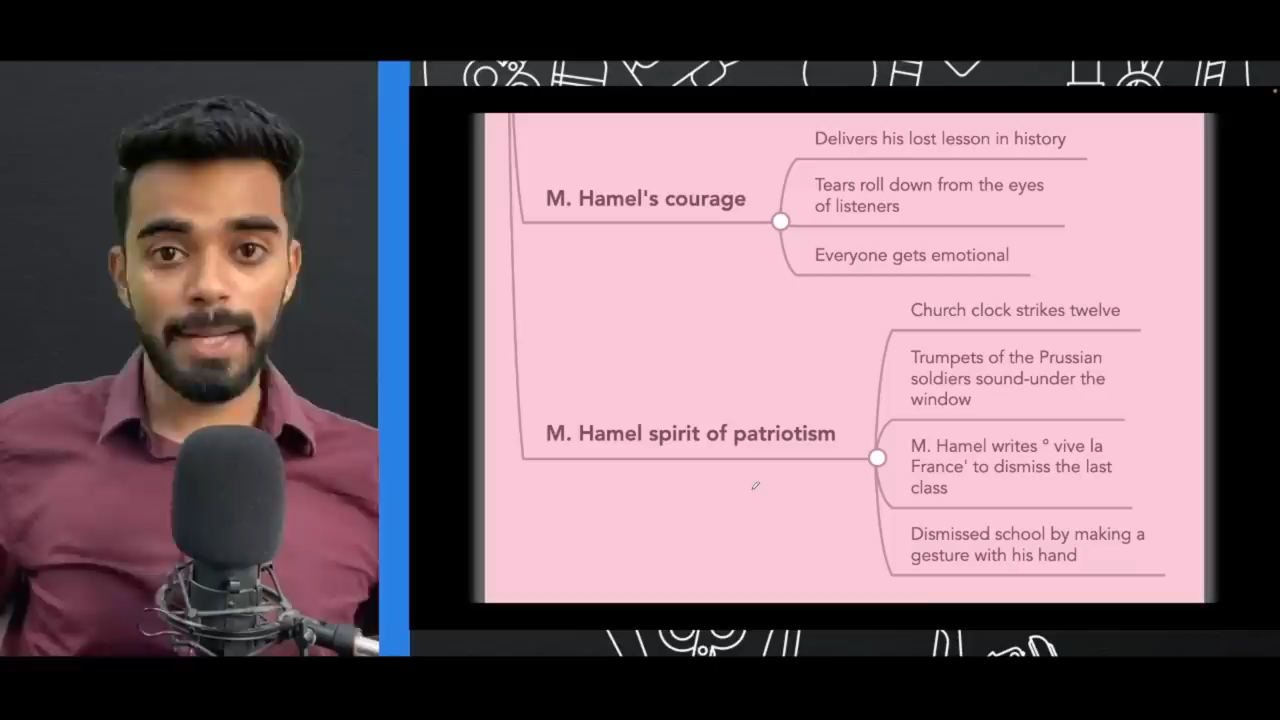 Delivers his lost lesson in history
M. Hamel's courage
Tears roll down from the eyes
of listeners
Everyone gets emotional
Church clock strikes twelve
Trumpets of the Prussian
soldiers sound-under the
window
M. Hamel spirit of patriotism
M. Hamel writes ° vive la
France' to dismiss the last
class
Dismissed school by making a
gesture with his hand